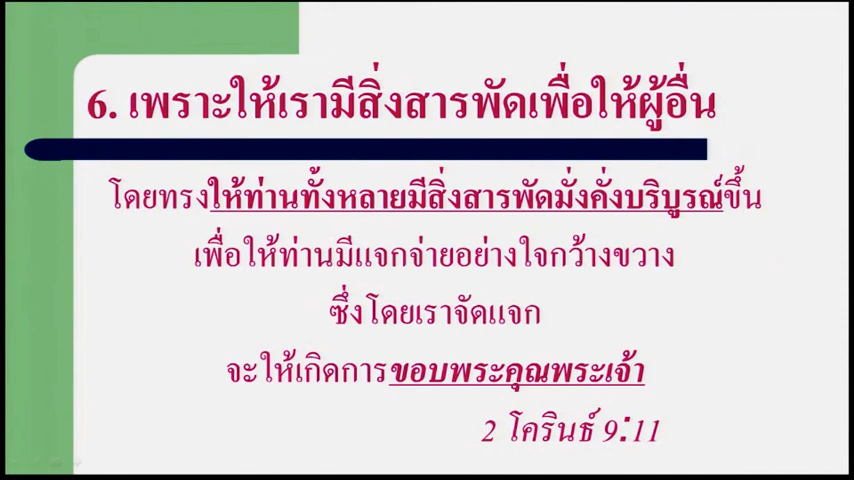 6. เพราะให้เรามีสิ่งสารพัดเพื่อให้ผู้อื่น
โดยทรงให้ท่านทั้งหลายมีสิ่งสารพัดมั่งคั่งบริบูรณ์ขึ้น
เพื่อให้ท่านมีแจกจ่ายอย่างใจกว้างขวาง
ซึ่งโดยเราจัดแจก
จะให้เกิดการขอบพระคุณพระเจ้า
2 โครินธ์ 9:11